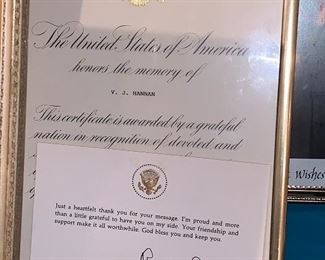 The United States of America
honors the memory of
V. J. HANNAN
This certificate is awarded by a grateful
nation in recognition of devoted and
Just a heartfelt thank you for your message. I'm proud and more
than a little grateful to have you on my side. Your friendship and
support make it all worthwhile. God bless you and keep you.
Wishes